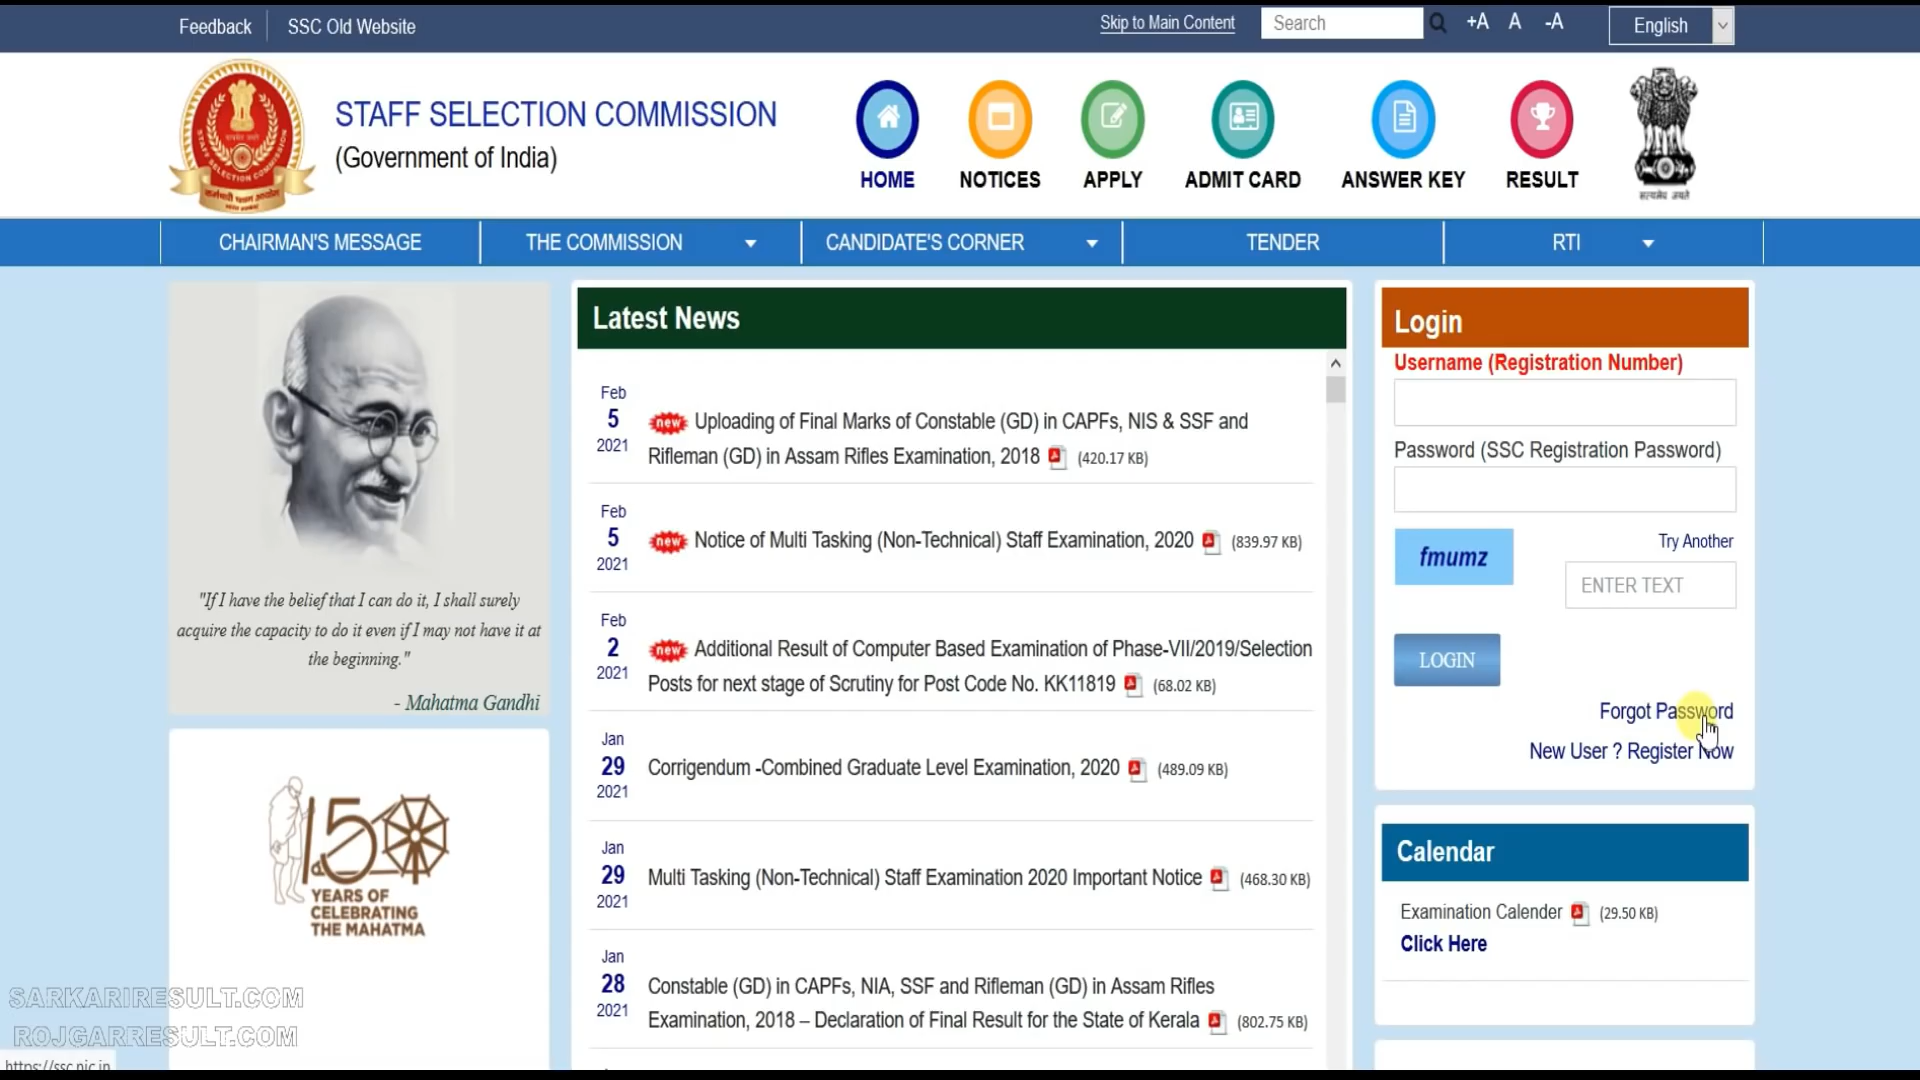 Feedback
SSC Old Website
Skip to Main Content
Search
+A A -A
English
STAFF SELECTION COMMISSION
(Government of India)
HOME
NOTICES
APPLY
ADMIT CARD
ANSWER KEY
RESULT
सत्यमेव जयते
CHAIRMAN'S MESSAGE
THE COMMISSION
CANDIDATE'S CORNER
TENDER
RTI
"If I have the belief that I can do it, I shall surely
acquire the capacity to do it even if I may not have it at
the beginning."
- Mahatma Gandhi
150
YEARS OF
CELEBRATING
THE MAHATMA
Latest News
Feb
5
2021
new Uploading of Final Marks of Constable (GD) in CAPFs, NIS & SSF and
Rifleman (GD) in Assam Rifles Examination, 2018 (420.17 KB)
Feb
5
2021
new Notice of Multi Tasking (Non-Technical) Staff Examination, 2020 (839.97 KB)
Feb
2
2021
new Additional Result of Computer Based Examination of Phase-VII/2019/Selection
Posts for next stage of Scrutiny for Post Code No. KK11819 (68.02 KB)
Jan
29
2021
Corrigendum -Combined Graduate Level Examination, 2020 (489.09 KB)
Jan
29
2021
Multi Tasking (Non-Technical) Staff Examination 2020 Important Notice (468.30 KB)
Jan
28
2021
Constable (GD) in CAPFs, NIA, SSF and Rifleman (GD) in Assam Rifles
Examination, 2018 – Declaration of Final Result for the State of Kerala (802.75 KB)
Login
Username (Registration Number)
Password (SSC Registration Password)
fmumz
Try Another
ENTER TEXT
LOGIN
Forgot Password
New User ? Register Now
Calendar
Examination Calender (29.50 KB)
Click Here
SARKARIRESULT.COM
ROJGARRESULT.COM
https://ssc.nic.in